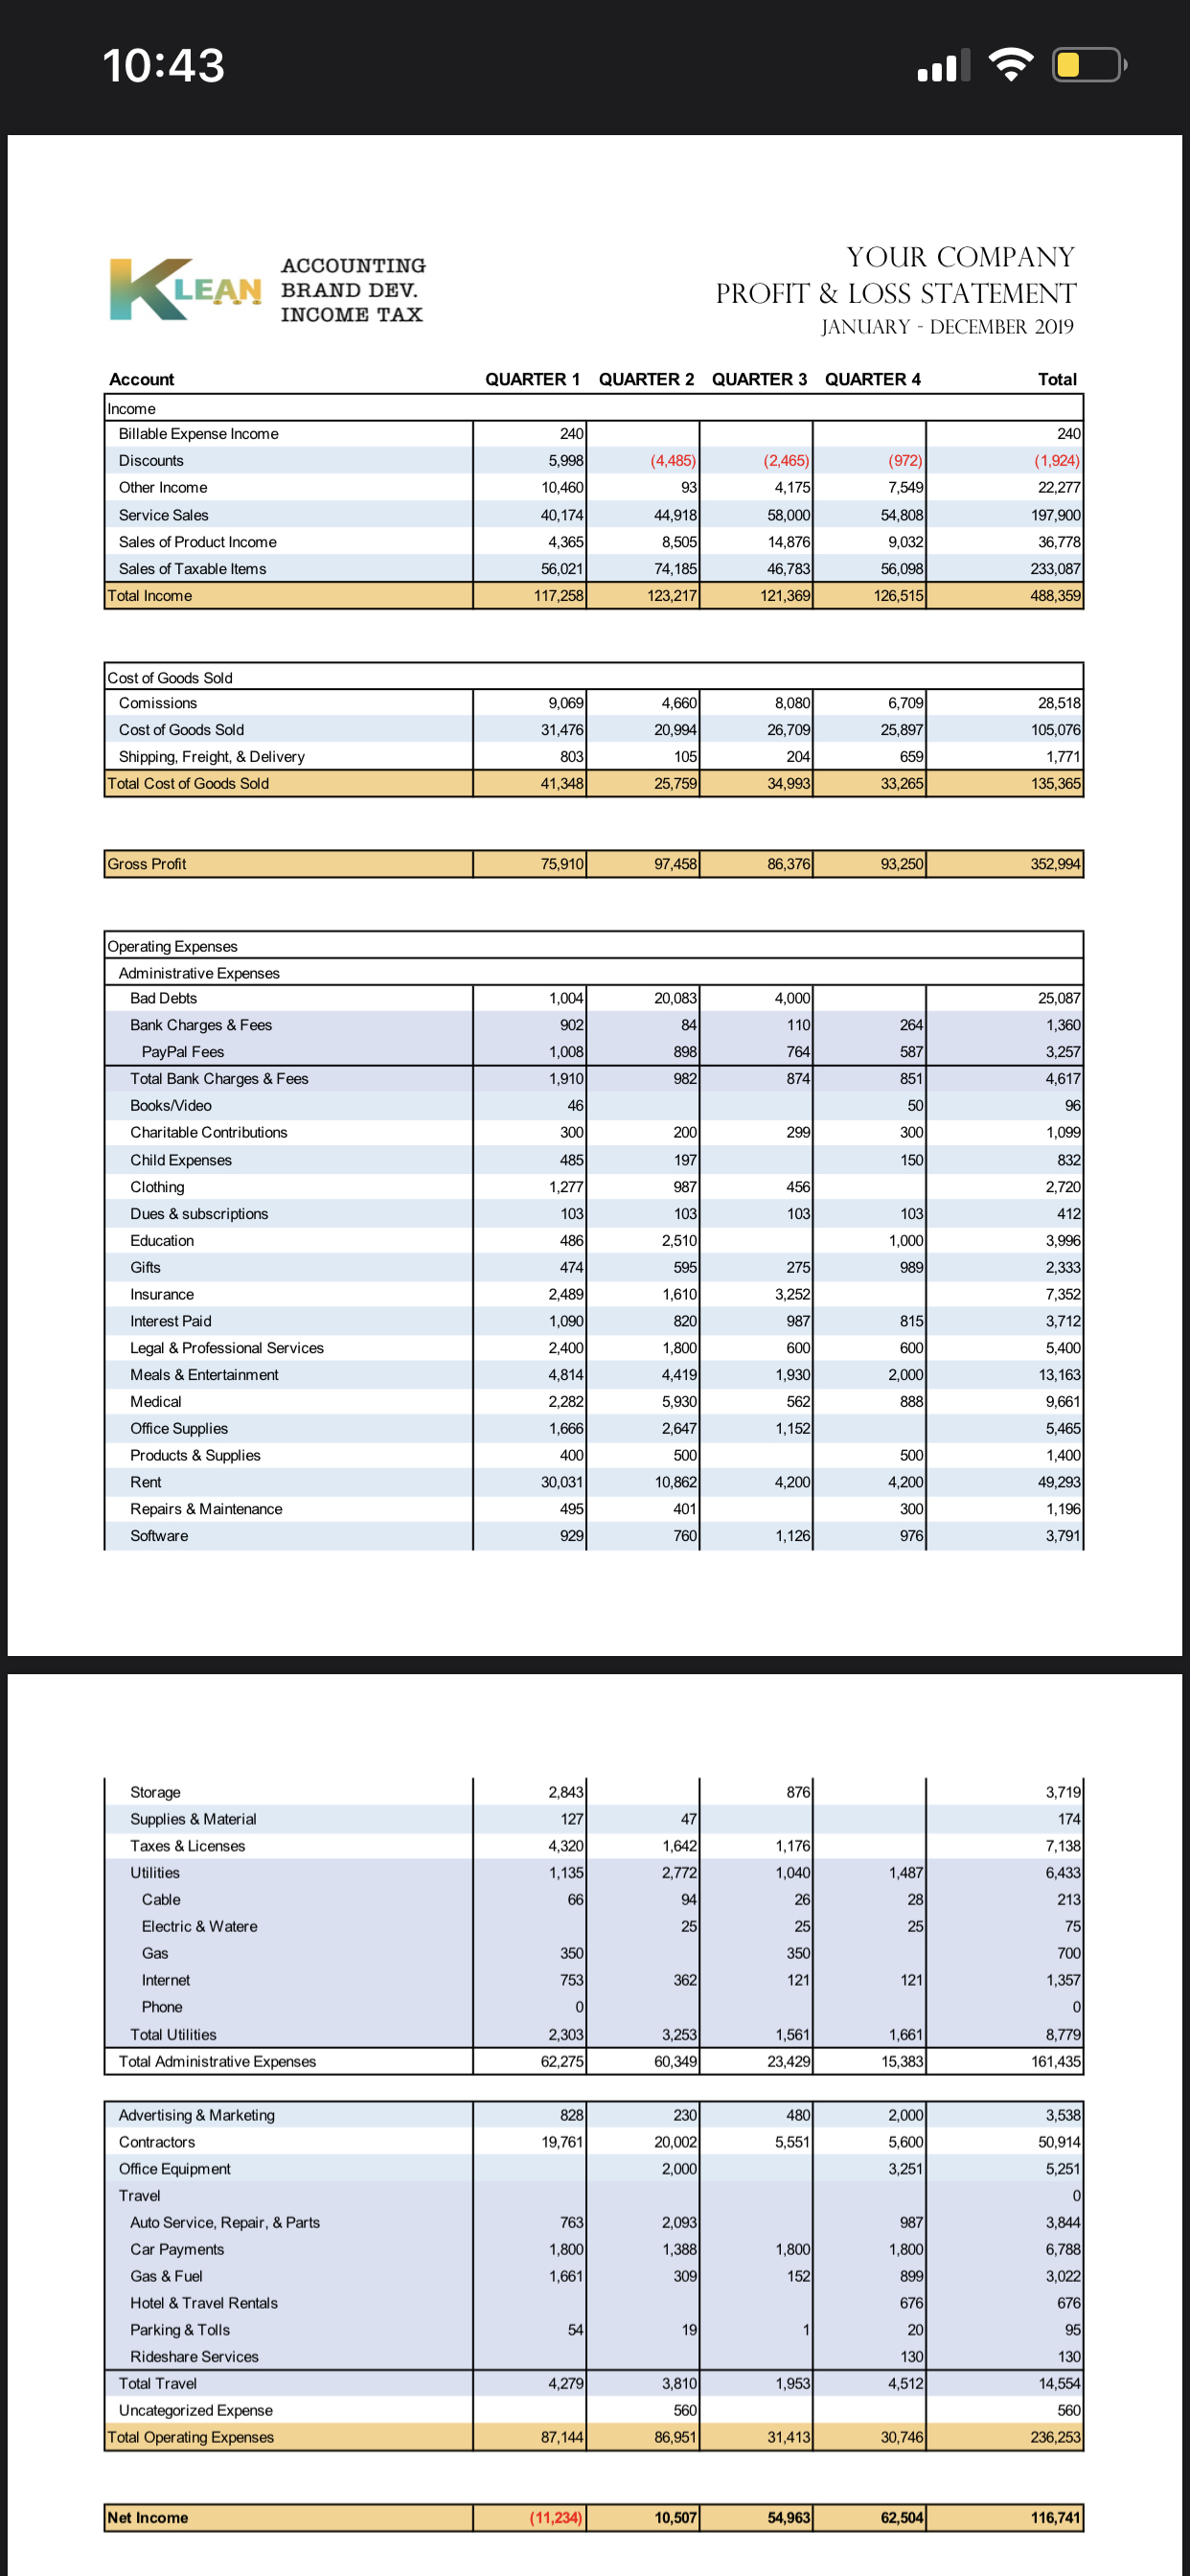 10:43
KLEAN
ACCOUNTING
BRAND DEV.
INCOME TAX
YOUR COMPANY
PROFIT & LOSS STATEMENT
JANUARY - DECEMBER 2019
Account QUARTER 1 QUARTER 2 QUARTER 3 QUARTER 4 Total
Income
Billable Expense Income 240 240
Discounts 5,998 (4,485) (2,465) (972) (1,924)
Other Income 10,460 93 4,175 7,549 22,277
Service Sales 40,174 44,918 58,000 54,808 197,900
Sales of Product Income 4,365 8,505 14,876 9,032 36,778
Sales of Taxable Items 56,021 74,185 46,783 56,098 233,087
Total Income 117,258 123,217 121,369 126,515 488,359
Cost of Goods Sold
Comissions 9,069 4,660 8,080 6,709 28,518
Cost of Goods Sold 31,476 20,994 26,709 25,897 105,076
Shipping, Freight, & Delivery 803 105 204 659 1,771
Total Cost of Goods Sold 41,348 25,759 34,993 33,265 135,365
Gross Profit 75,910 97,458 86,376 93,250 352,994
Operating Expenses
Administrative Expenses
Bad Debts 1,004 20,083 4,000 25,087
Bank Charges & Fees 902 84 110 264 1,360
PayPal Fees 1,008 898 764 587 3,257
Total Bank Charges & Fees 1,910 982 874 851 4,617
Books/Video 46 50 96
Charitable Contributions 300 200 299 300 1,099
Child Expenses 485 197 150 832
Clothing 1,277 987 456 2,720
Dues & subscriptions 103 103 103 103 412
Education 486 2,510 1,000 3,996
Gifts 474 595 275 989 2,333
Insurance 2,489 1,610 3,252 7,352
Interest Paid 1,090 820 987 815 3,712
Legal & Professional Services 2,400 1,800 600 600 5,400
Meals & Entertainment 4,814 4,419 1,930 2,000 13,163
Medical 2,282 5,930 562 888 9,661
Office Supplies 1,666 2,647 1,152 5,465
Products & Supplies 400 500 500 1,400
Rent 30,031 10,862 4,200 4,200 49,293
Repairs & Maintenance 495 401 300 1,196
Software 929 760 1,126 976 3,791
Storage 2,843 876 3,719
Supplies & Material 127 47 174
Taxes & Licenses 4,320 1,642 1,176 7,138
Utilities 1,135 2,772 1,040 1,487 6,433
Cable 66 94 26 28 213
Electric & Watere 25 25 25 75
Gas 350 350 700
Internet 753 362 121 121 1,357
Phone 0 0
Total Utilities 2,303 3,253 1,561 1,661 8,779
Total Administrative Expenses 62,275 60,349 23,429 15,383 161,435
Advertising & Marketing 828 230 480 2,000 3,538
Contractors 19,761 20,002 5,551 5,600 50,914
Office Equipment 2,000 3,251 5,251
Travel 0
Auto Service, Repair, & Parts 763 2,093 987 3,844
Car Payments 1,800 1,388 1,800 1,800 6,788
Gas & Fuel 1,661 309 152 899 3,022
Hotel & Travel Rentals 676 676
Parking & Tolls 54 19 1 20 95
Rideshare Services 130 130
Total Travel 4,279 3,810 1,953 4,512 14,554
Uncategorized Expense 560 560
Total Operating Expenses 87,144 86,951 31,413 30,746 236,253
Net Income (11,234) 10,507 54,963 62,504 116,741